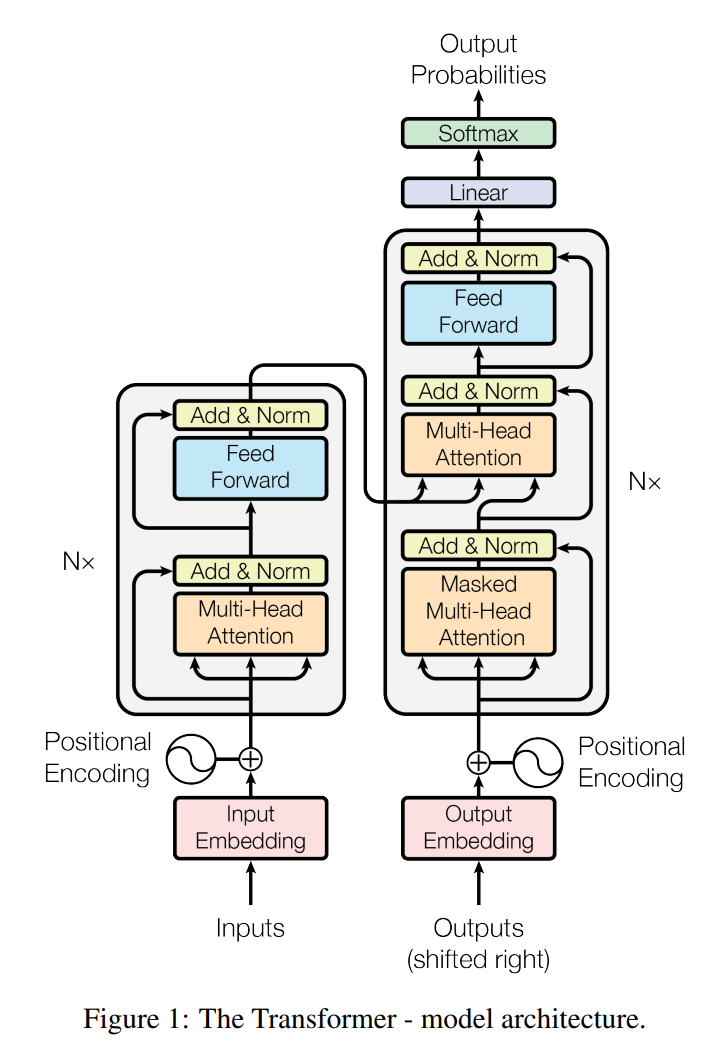 Output
Probabilities
Softmax
Linear
Add & Norm
Feed
Forward
Add & Norm
Multi-Head
Attention
Add & Norm
Masked
Multi-Head
Attention
N×
Add & Norm
Feed
Forward
Add & Norm
Multi-Head
Attention
N×
Positional
Encoding
Positional
Encoding
Input
Embedding
Output
Embedding
Inputs
Outputs
(shifted right)
Figure 1: The Transformer - model architecture.